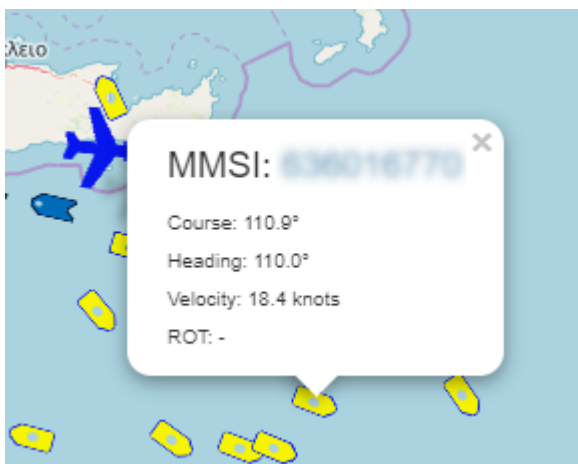 λειο
×
MMSI:
Course: 110.9°
Heading: 110.0°
Velocity: 18.4 knots
ROT: -